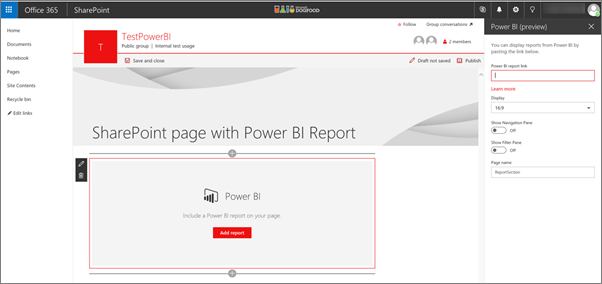 Office 365
SharePoint
DOGFOOD
Home
Documents
Notebook
Pages
Site Contents
Recycle bin
Edit links
T
TestPowerBI
Public group | Internal test usage
Follow
Group conversations
2 members
Save and close
Draft not saved
Publish
SharePoint page with Power BI Report
Power BI
Include a Power BI report on your page.
Add report
Power BI (preview)
You can display reports from Power BI by
pasting the link below.
Power BI report link
Learn more
Display
16:9
Show Navigation Pane
Off
Show Filter Pane
Off
Page name
ReportSection